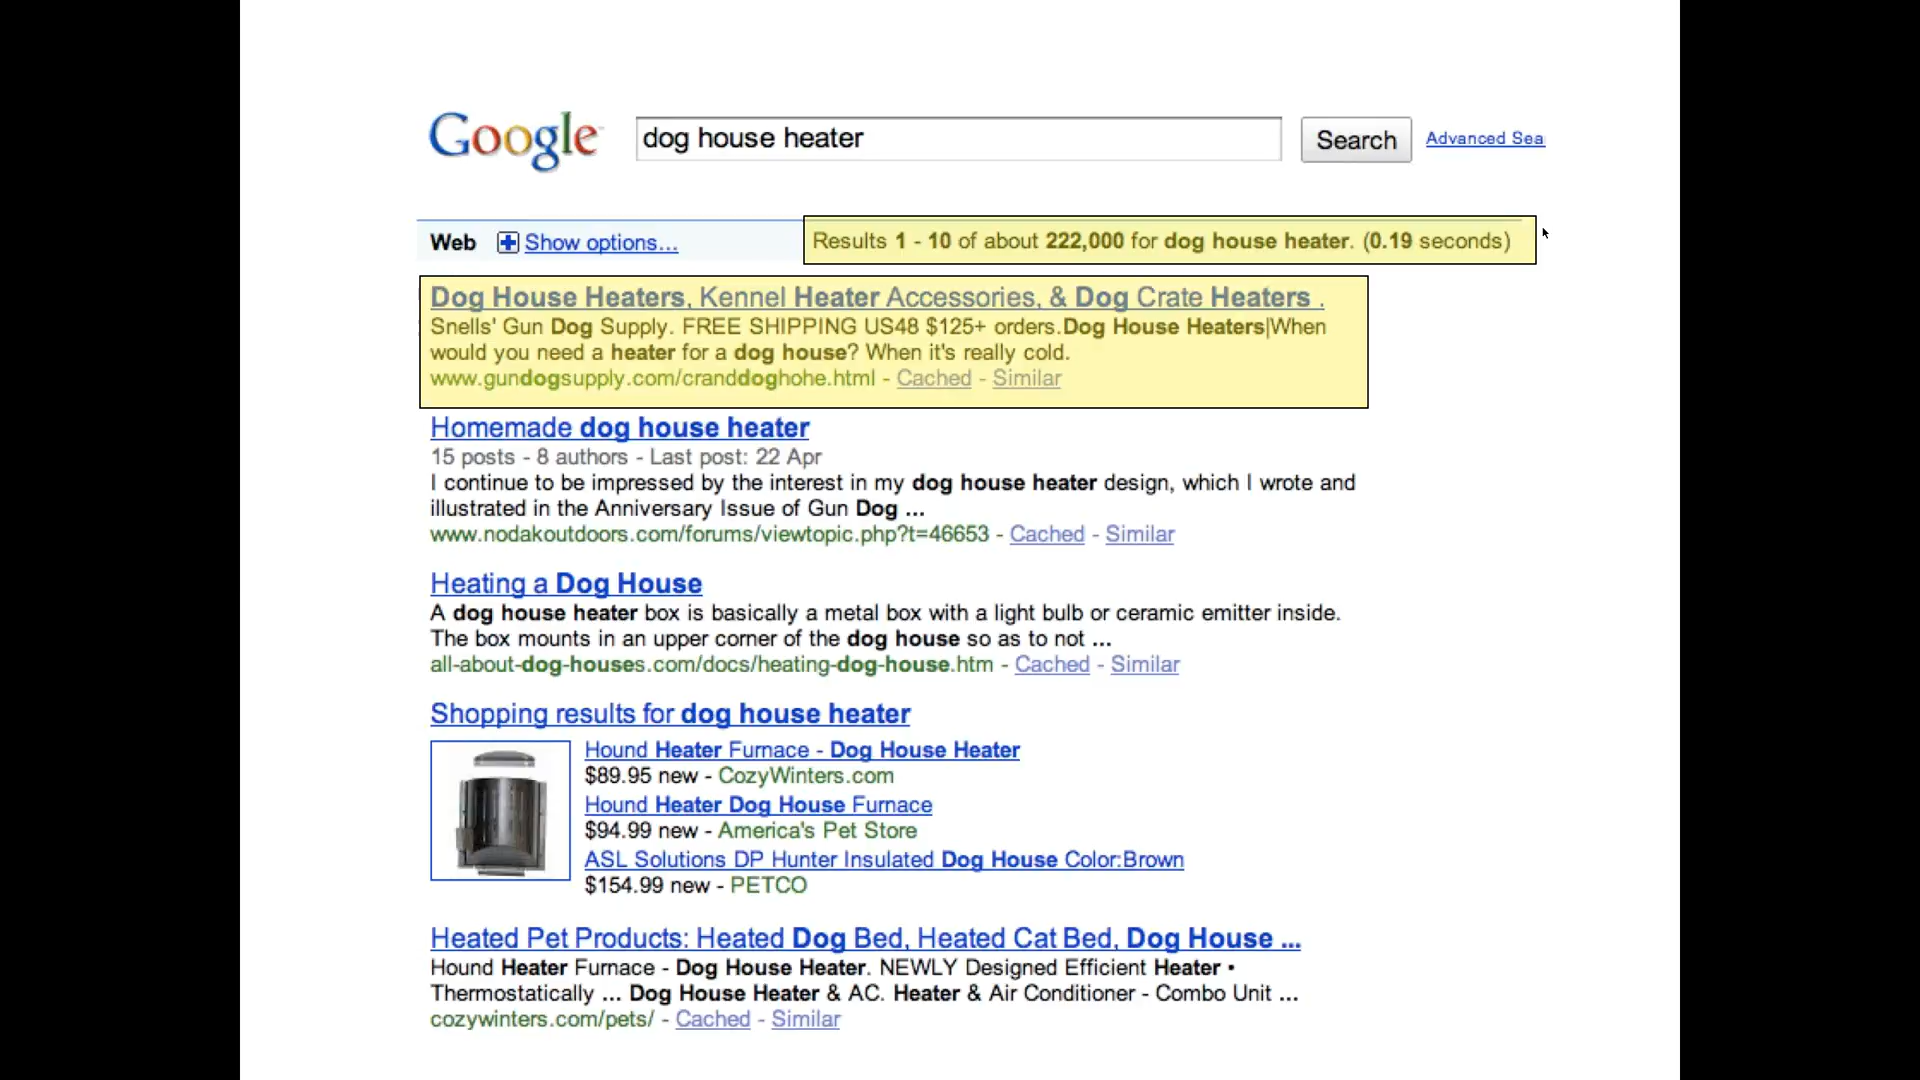 Google dog house heater Search Advanced Sea
Web Show options... Results 1 - 10 of about 222,000 for dog house heater. (0.19 seconds)
Dog House Heaters, Kennel Heater Accessories, & Dog Crate Heaters .
Snells' Gun Dog Supply. FREE SHIPPING US48 $125+ orders.Dog House Heaters|When
would you need a heater for a dog house? When it's really cold.
www.gundogsupply.com/cranddoghohe.html - Cached - Similar
Homemade dog house heater
15 posts - 8 authors - Last post: 22 Apr
I continue to be impressed by the interest in my dog house heater design, which I wrote and
illustrated in the Anniversary Issue of Gun Dog ...
www.nodakoutdoors.com/forums/viewtopic.php?t=46653 - Cached - Similar
Heating a Dog House
A dog house heater box is basically a metal box with a light bulb or ceramic emitter inside.
The box mounts in an upper corner of the dog house so as to not ...
all-about-dog-houses.com/docs/heating-dog-house.htm - Cached - Similar
Shopping results for dog house heater
Hound Heater Furnace - Dog House Heater
$89.95 new - CozyWinters.com
Hound Heater Dog House Furnace
$94.99 new - America's Pet Store
ASL Solutions DP Hunter Insulated Dog House Color:Brown
$154.99 new - PETCO
Heated Pet Products: Heated Dog Bed, Heated Cat Bed, Dog House ...
Hound Heater Furnace - Dog House Heater. NEWLY Designed Efficient Heater •
Thermostatically ... Dog House Heater & AC. Heater & Air Conditioner - Combo Unit ...
cozywinters.com/pets/ - Cached - Similar